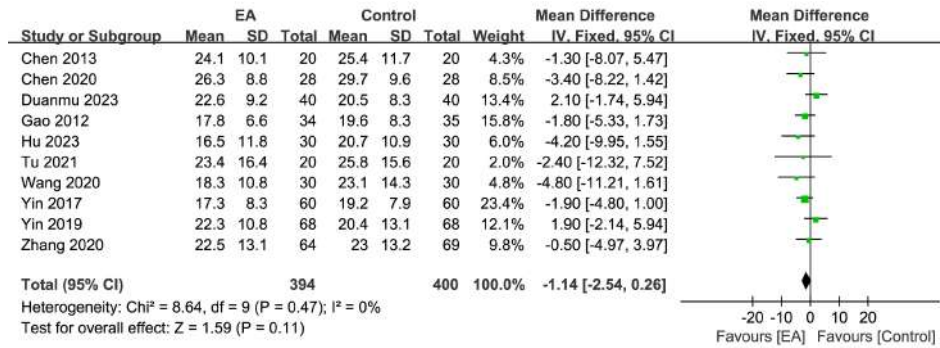 EA Control Mean Difference Mean Difference
Study or Subgroup Mean SD Total Mean SD Total Weight IV, Fixed, 95% CI IV, Fixed, 95% CI
Chen 2013 24.1 10.1 20 25.4 11.7 20 4.3% -1.30 [-8.07, 5.47]
Chen 2020 26.3 8.8 28 29.7 9.6 28 8.5% -3.40 [-8.22, 1.42]
Duanmu 2023 22.6 9.2 40 20.5 8.3 40 13.4% 2.10 [-1.74, 5.94]
Gao 2012 17.8 6.6 34 19.6 8.3 35 15.8% -1.80 [-5.33, 1.73]
Hu 2023 16.5 11.8 30 20.7 10.9 30 6.0% -4.20 [-9.95, 1.55]
Tu 2021 23.4 16.4 20 25.8 15.6 20 2.0% -2.40 [-12.32, 7.52]
Wang 2020 18.3 10.8 30 23.1 14.3 30 4.8% -4.80 [-11.21, 1.61]
Yin 2017 17.3 8.3 60 19.2 7.9 60 23.4% -1.90 [-4.80, 1.00]
Yin 2019 22.3 10.8 68 20.4 13.1 68 12.1% 1.90 [-2.14, 5.94]
Zhang 2020 22.5 13.1 64 23 13.2 69 9.8% -0.50 [-4.97, 3.97]
Total (95% CI) 394 400 100.0% -1.14 [-2.54, 0.26]
Heterogeneity: Chi² = 8.64, df = 9 (P = 0.47); I² = 0%
Test for overall effect: Z = 1.59 (P = 0.11)
-20 -10 0 10 20
Favours [EA] Favours [Control]